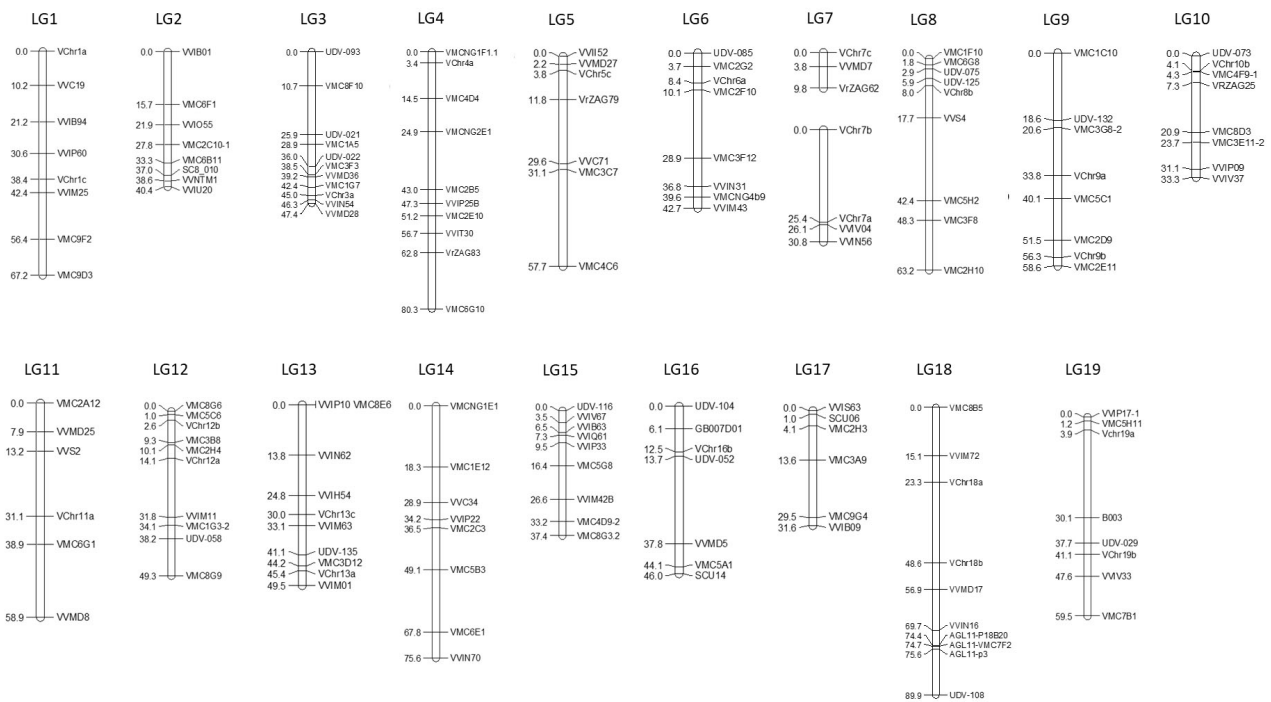 LG1
0.0 VChr1a
10.2 VVC19
21.2 VVIB94
30.6 VVIP60
38.4 VChr1c
42.4 VVIM25
56.4 VMC9F2
67.2 VMC9D3
LG2
0.0 VVIB01
15.7 VMC6F1
21.9 VVIO55
27.8 VMC2C10-1
33.3 VMC6B11
37.0 SC8_010
38.6 VVNTM1
40.4 VVIU20
LG3
0.0 UDV-093
10.7 VMC8F10
25.9 UDV-021
28.9 VMC1A5
36.0 UDV-022
38.5 VMC3F3
39.2 VVMD36
42.4 VMC1G7
45.0 VChr3a
46.3 VVIN54
47.4 VVMD28
LG4
0.0 VMCNG1F1.1
3.4 VChr4a
14.5 VMC4D4
24.9 VMCNG2E1
43.0 VMC2B5
47.3 VVIP25B
51.2 VMC2E10
56.7 VVIT30
62.8 VrZAG83
80.3 VMC6G10
LG5
0.0 VVII52
2.2 VVMD27
3.8 VChr5c
11.8 VrZAG79
29.6 VVC71
31.1 VMC3C7
57.7 VMC4C6
LG6
0.0 UDV-085
3.7 VMC2G2
8.4 VChr6a
10.1 VMC2F10
28.9 VMC3F12
36.8 VVIN31
39.6 VMCNG4b9
42.7 VVIM43
LG7
0.0 VChr7c
3.8 VVMD7
9.8 VrZAG62
0.0 VChr7b
25.4 VChr7a
26.1 VVIV04
30.8 VVIN56
LG8
0.0 VMC1F10
1.8 VMC6G8
2.9 UDV-075
5.9 UDV-125
8.0 VChr8b
17.7 VVS4
42.4 VMC5H2
48.3 VMC3F8
63.2 VMC2H10
LG9
0.0 VMC1C10
18.6 UDV-132
20.6 VMC3G8-2
33.8 VChr9a
40.1 VMC5C1
51.5 VMC2D9
56.3 VChr9b
58.6 VMC2E11
LG10
0.0 UDV-073
4.1 VChr10b
4.3 VMC4F9-1
7.3 VRZAG25
20.9 VMC8D3
23.7 VMC3E11-2
31.1 VVIP09
33.3 VVIV37
LG11
0.0 VMC2A12
7.9 VVMD25
13.2 VVS2
31.1 VChr11a
38.9 VMC6G1
58.9 VVMD8
LG12
0.0 VMC8G6
1.0 VMC5C6
2.6 VChr12b
9.3 VMC3B8
10.1 VMC2H4
14.1 VChr12a
31.8 VVIM11
34.1 VMC1G3-2
38.2 UDV-058
49.3 VMC8G9
LG13
0.0 VVIP10 VMC8E6
13.8 VVIN62
24.8 VVIH54
30.0 VChr13c
33.1 VVIM63
41.1 UDV-135
44.2 VMC3D12
45.4 VChr13a
49.5 VVIM01
LG14
0.0 VMCNG1E1
18.3 VMC1E12
28.9 VVC34
34.2 VVIP22
36.5 VMC2C3
49.1 VMC5B3
67.8 VMC6E1
75.6 VVIN70
LG15
0.0 UDV-116
3.5 VVIV67
6.5 VVIB63
7.3 VVIQ61
9.5 VVIP33
16.4 VMC5G8
26.6 VVIM42B
33.2 VMC4D9-2
37.4 VMC8G3.2
LG16
0.0 UDV-104
6.1 GB007D01
12.5 VChr16b
13.7 UDV-052
37.8 VVMD5
44.1 VMC5A1
46.0 SCU14
LG17
0.0 VVIS63
1.0 SCU06
4.1 VMC2H3
13.6 VMC3A9
29.5 VMC9G4
31.6 VVIB09
LG18
0.0 VMC8B5
15.1 VVIM72
23.3 VChr18a
48.6 VChr18b
56.9 VVMD17
69.7 VVIN16
74.4 AGL11-P18B20
74.7 AGL11-VMC7F2
75.6 AGL11-p3
89.9 UDV-108
LG19
0.0 VVIP17-1
1.2 VMC5H11
3.9 Vchr19a
30.1 B003
37.7 UDV-029
41.1 VChr19b
47.6 VVIV33
59.5 VMC7B1